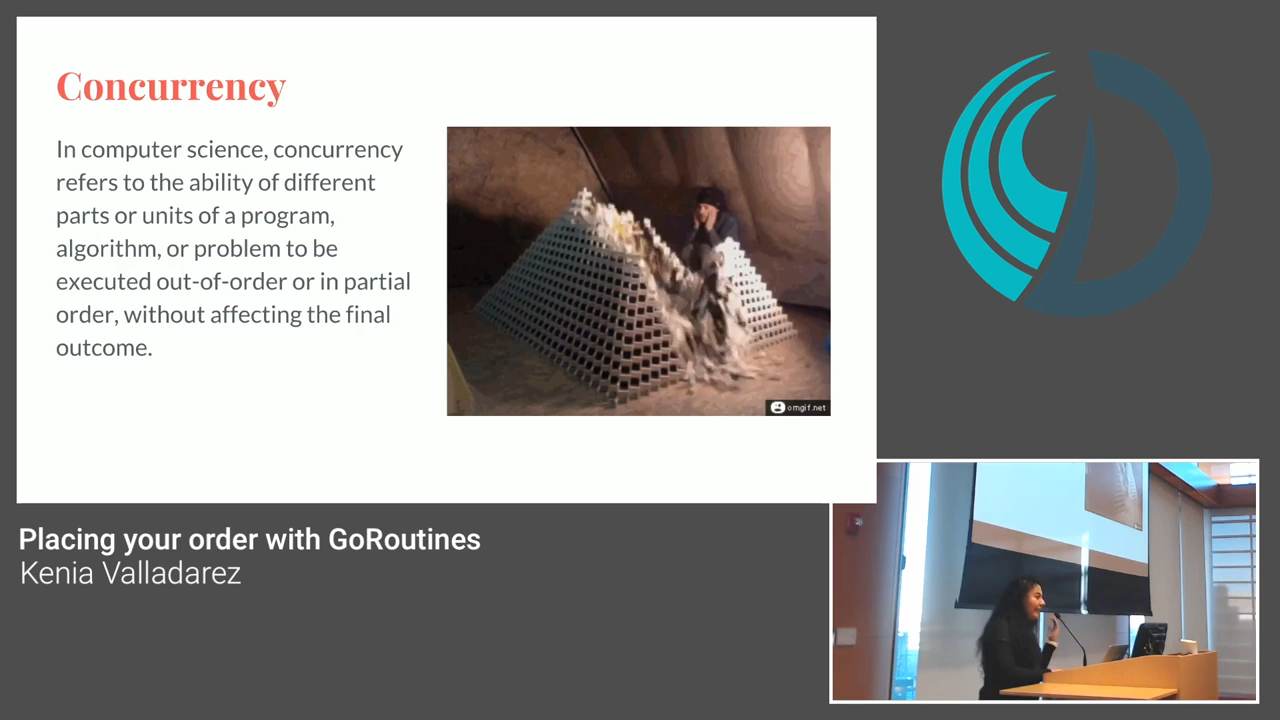 Concurrency
In computer science, concurrency
refers to the ability of different
parts or units of a program,
algorithm, or problem to be
executed out-of-order or in partial
order, without affecting the final
outcome.
omgif.net
Placing your order with GoRoutines
Kenia Valladarez